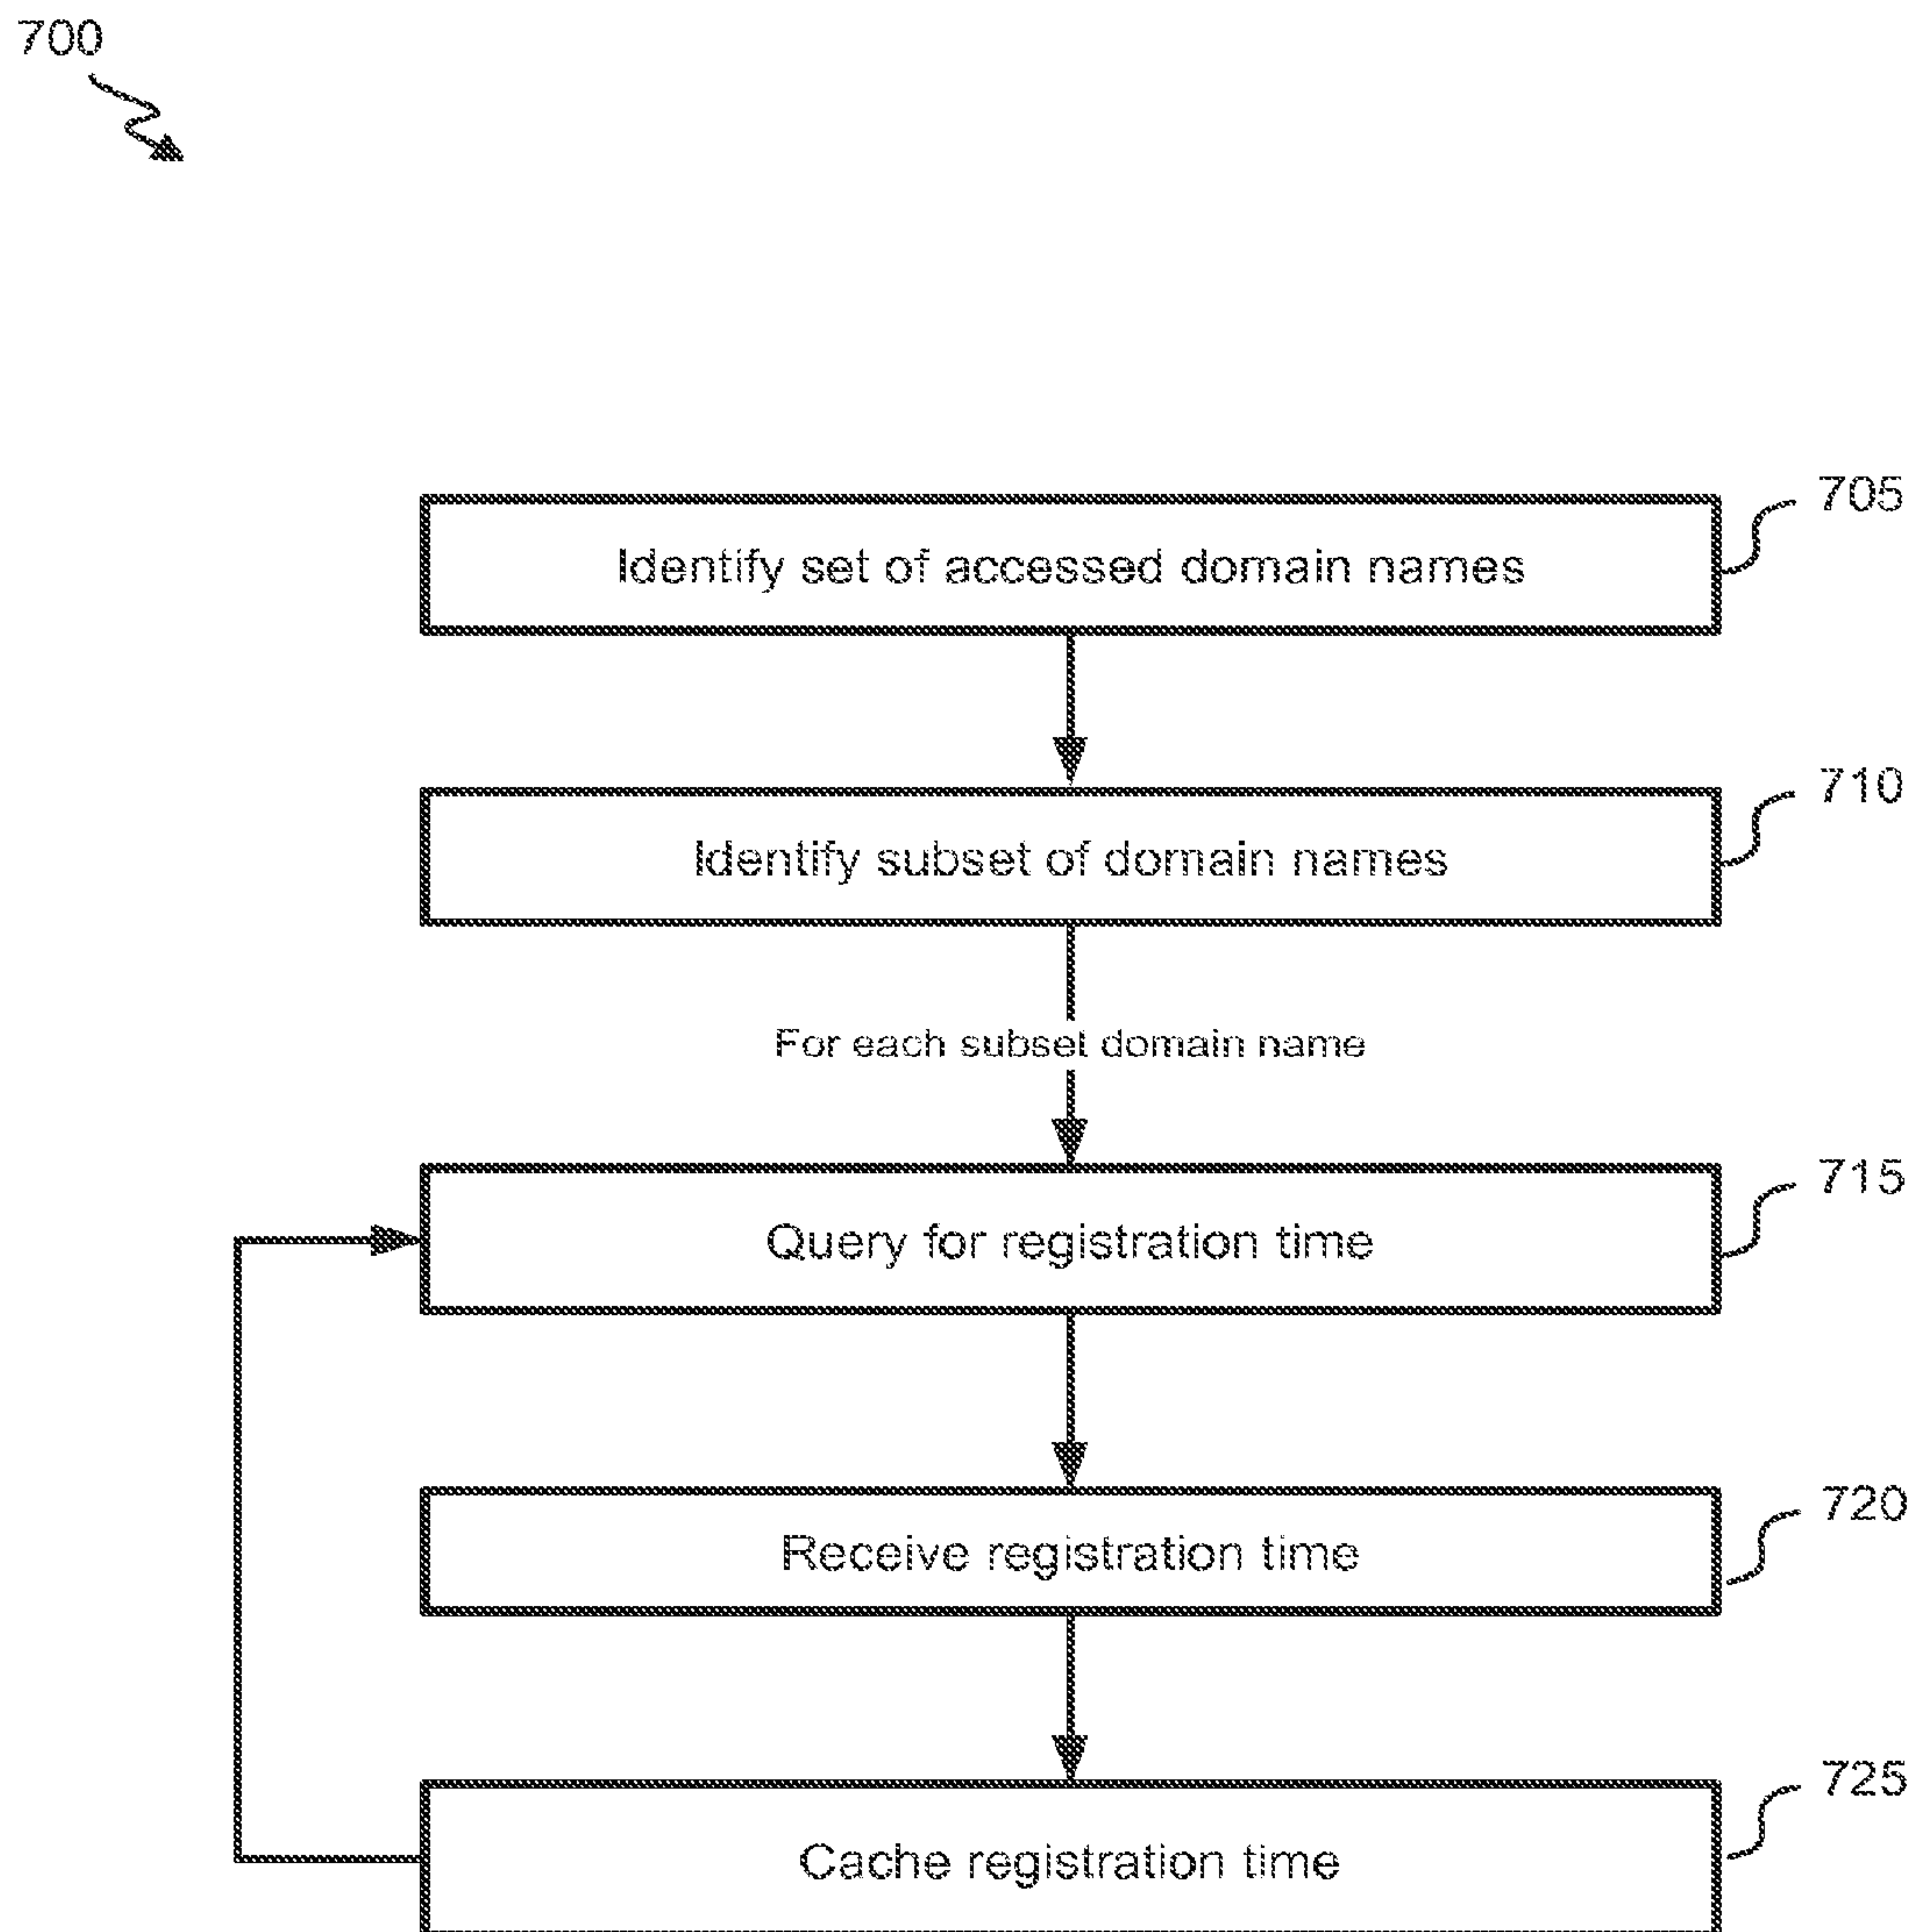 700
Identify set of accessed domain names
705
Identify subset of domain names
710
For each subset domain name
Query for registration time
715
Receive registration time
720
Cache registration time
725